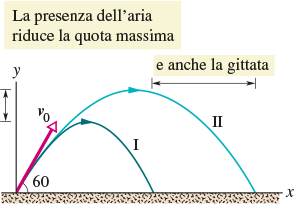 La presenza dell'aria
riduce la quota massima
e anche la gittata
y
v₀
II
I
60
x